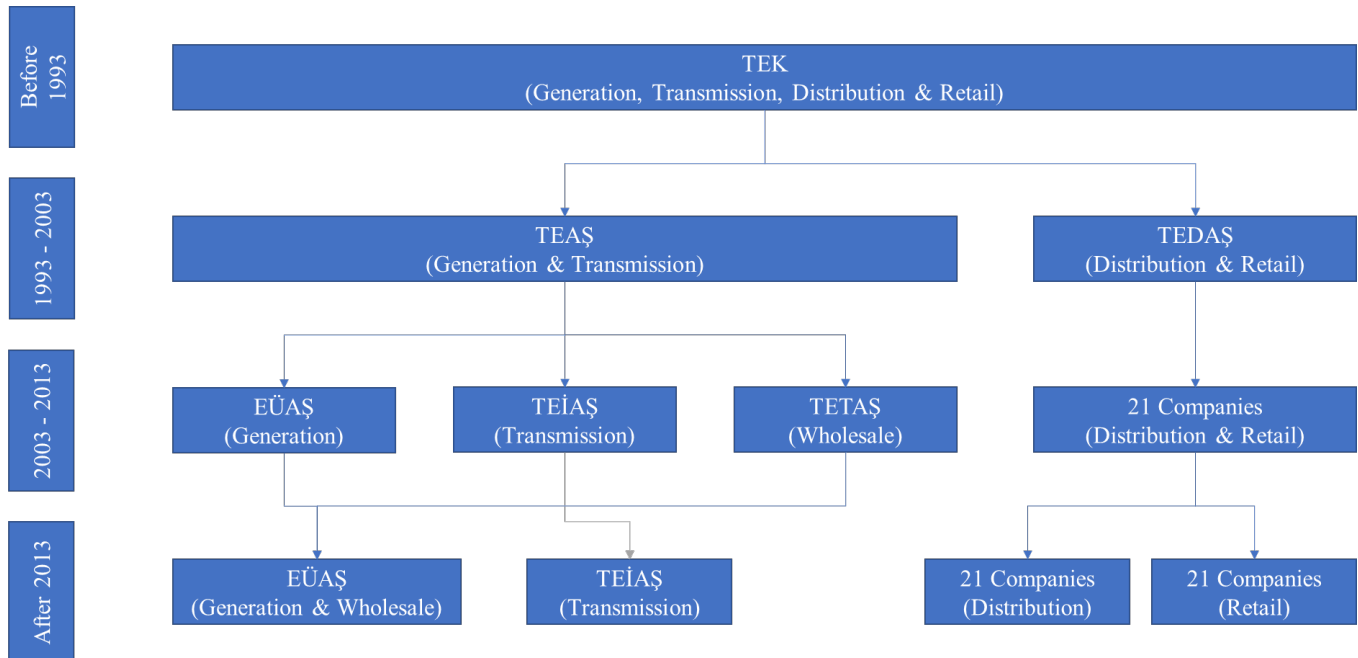 Before
1993
TEK
(Generation, Transmission, Distribution & Retail)
1993 - 2003
TEAŞ
(Generation & Transmission)
TEDAŞ
(Distribution & Retail)
2003 - 2013
EÜAŞ
(Generation)
TEİAŞ
(Transmission)
TETAŞ
(Wholesale)
21 Companies
(Distribution & Retail)
After 2013
EÜAŞ
(Generation & Wholesale)
TEİAŞ
(Transmission)
21 Companies
(Distribution)
21 Companies
(Retail)